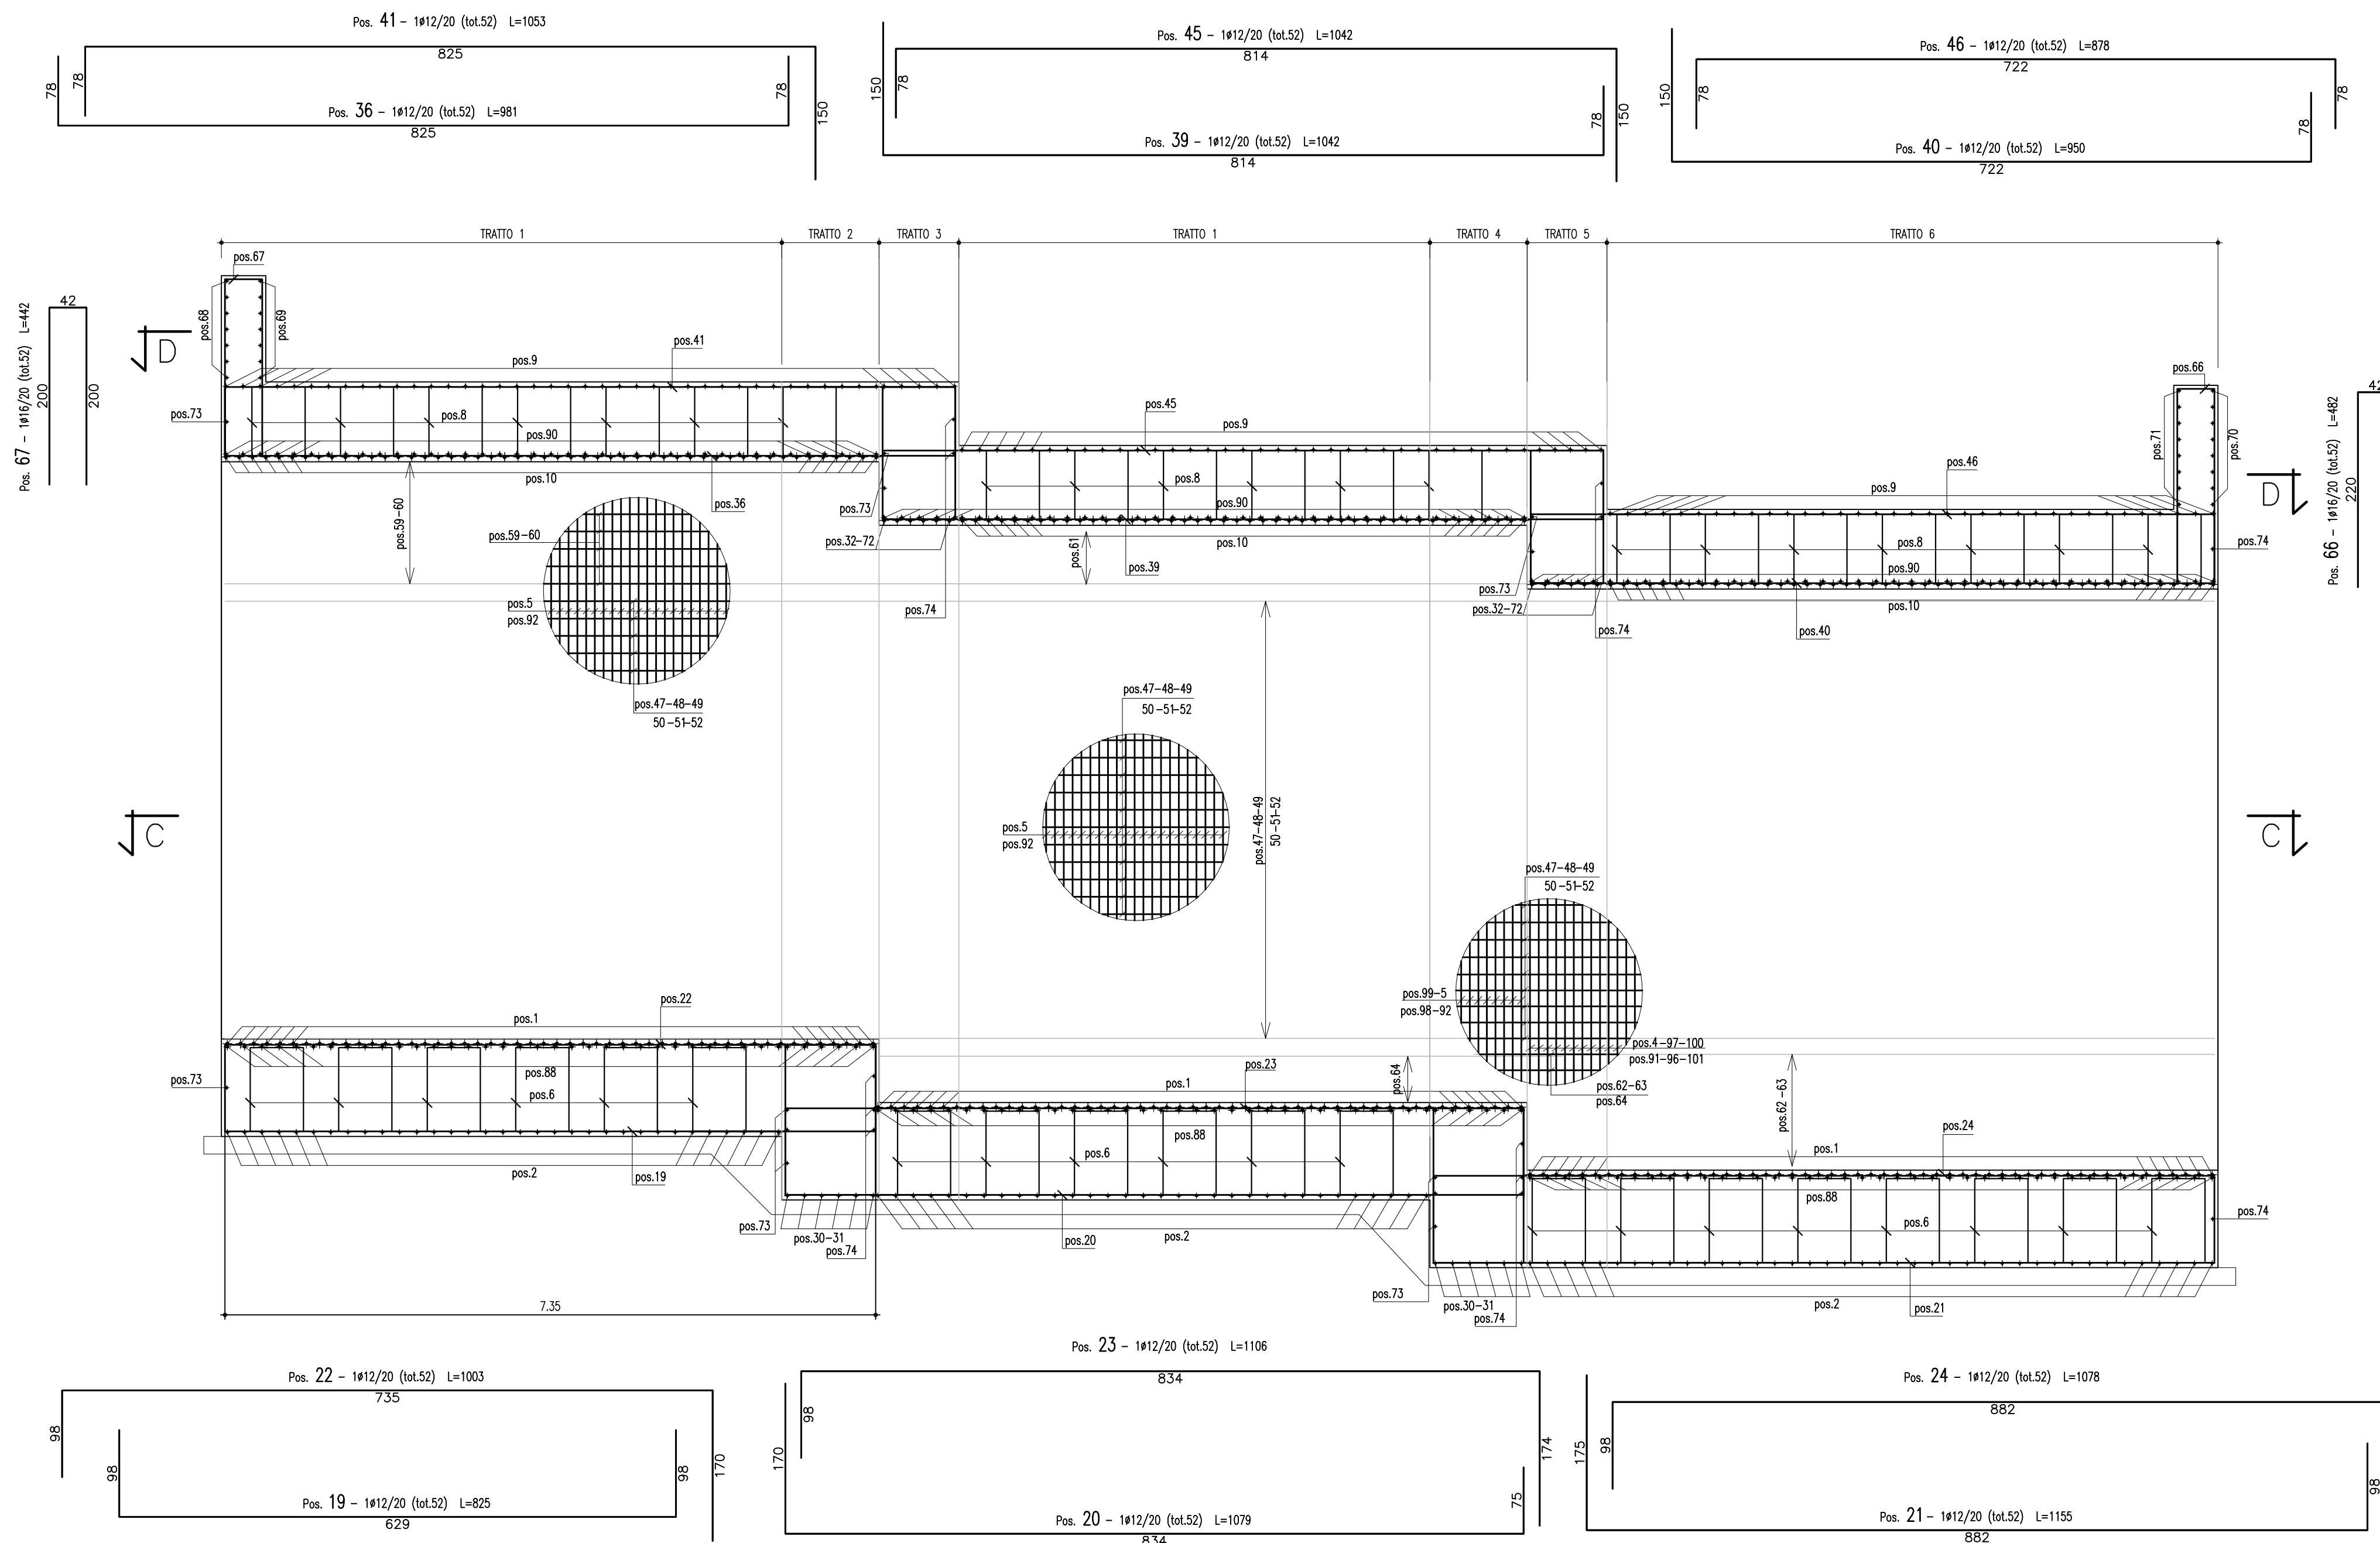 Pos. 41 - 1ø12/20 (tot.52) L=1053
825
78
78
78
150
Pos. 36 - 1ø12/20 (tot.52) L=981
825
Pos. 45 - 1ø12/20 (tot.52) L=1042
814
150
78
78
150
Pos. 39 - 1ø12/20 (tot.52) L=1042
814
Pos. 46 - 1ø12/20 (tot.52) L=878
722
150
78
78
78
Pos. 40 - 1ø12/20 (tot.52) L=950
722
TRATTO 1
TRATTO 2
TRATTO 3
TRATTO 1
TRATTO 4
TRATTO 5
TRATTO 6
Pos. 67 - 1ø16/20 (tot.52) L=442
42
200
200
pos.67
pos.68
pos.69
D
pos.9
pos.41
pos.73
pos.8
pos.90
pos.10
pos.36
pos.59-60
pos.59-60
pos.5
pos.92
pos.47-48-49
50-51-52
pos.45
pos.9
pos.8
pos.90
pos.73
pos.32-72
pos.61
pos.10
pos.39
pos.74
pos.66
pos.71
pos.70
pos.46
pos.9
D
pos.8
pos.74
pos.90
pos.73
pos.32-72
pos.10
pos.74
pos.40
Pos. 66 - 1ø16/20 (tot.52) L=482
42
220
pos.47-48-49
50-51-52
pos.5
pos.92
pos.47-48-49
50-51-52
C
C
pos.47-48-49
50-51-52
pos.99-5
pos.98-92
pos.4-97-100
pos.91-96-101
pos.62-63
pos.64
pos.62-63
pos.64
pos.22
pos.1
pos.73
pos.88
pos.6
pos.2
pos.19
pos.73
pos.30-31
pos.74
pos.23
pos.1
pos.88
pos.6
pos.20
pos.2
pos.24
pos.1
pos.88
pos.6
pos.74
pos.73
pos.30-31
pos.74
pos.2
pos.21
7.35
Pos. 22 - 1ø12/20 (tot.52) L=1003
735
98
98
98
170
Pos. 19 - 1ø12/20 (tot.52) L=825
629
Pos. 23 - 1ø12/20 (tot.52) L=1106
834
170
98
75
174
Pos. 20 - 1ø12/20 (tot.52) L=1079
834
Pos. 24 - 1ø12/20 (tot.52) L=1078
882
175
98
98
Pos. 21 - 1ø12/20 (tot.52) L=1155
882